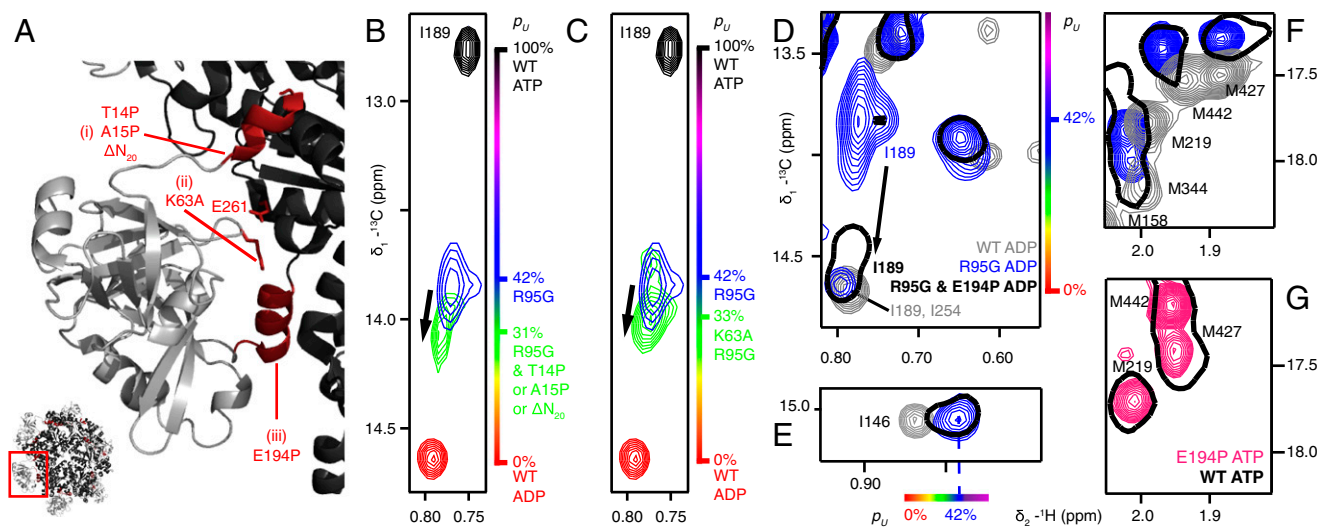 A
T14P
(i) A15P
ΔN20
(ii)
K63A
E261
(iii)
E194P
B
I189
pU
100%
WT
ATP
δ1 -13C (ppm)
13.0
13.5
14.0
14.5
42%
R95G
31%
R95G
& T14P
or A15P
or ΔN20
0%
WT
ADP
0.80 0.75
C
I189
pU
100%
WT
ATP
42%
R95G
33%
K63A
R95G
0%
WT
ADP
0.80 0.75
D
pU
δ1 -13C (ppm)
13.5
14.5
I189
42%
WT ADP
R95G ADP
I189
R95G & E194P ADP
I189, I254
0%
0.80 0.70 0.60
E
15.0
I146
0.90
pU 0% 42% δ2 -1H (ppm)
F
M427
M442
M219
M344
M158
17.5
18.0
2.0 1.9
G
M442
M427
M219
17.5
18.0
E194P ATP
WT ATP
2.0 1.9